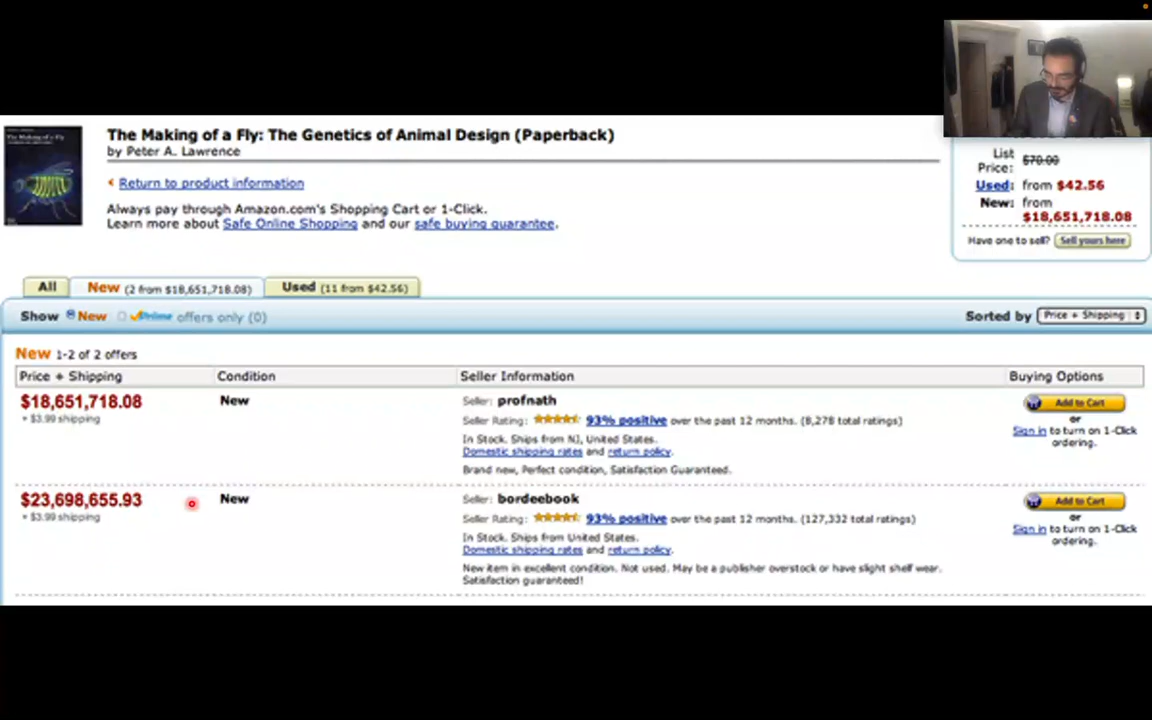 The Making of a Fly: The Genetics of Animal Design (Paperback)
by Peter A. Lawrence
Return to product information
Always pay through Amazon.com's Shopping Cart or 1-Click.
Learn more about Safe Online Shopping and our safe buying guarantee.
List Price: $70.00
Used: from $42.56
New: from $18,651,718.08
Have one to sell? Sell yours here
All
New (2 from $18,651,718.08)
Used (11 from $42.56)
Show New Prime offers only (0)
Sorted by Price + Shipping
New 1-2 of 2 offers
Price + Shipping Condition Seller Information Buying Options
$18,651,718.08
+ $3.99 shipping
New
Seller: profnath
Seller Rating: 93% positive over the past 12 months. (8,278 total ratings)
In Stock. Ships from NJ, United States.
Domestic shipping rates and return policy.
Brand new, Perfect condition, Satisfaction Guaranteed.
Add to Cart
or
Sign in to turn on 1-Click
ordering.
$23,698,655.93
+ $3.99 shipping
New
Seller: bordeebook
Seller Rating: 93% positive over the past 12 months. (127,332 total ratings)
In Stock. Ships from United States.
Domestic shipping rates and return policy.
New item in excellent condition. Not used. May be a publisher overstock or have slight shelf wear.
Satisfaction guaranteed!
Add to Cart
or
Sign in to turn on 1-Click
ordering.